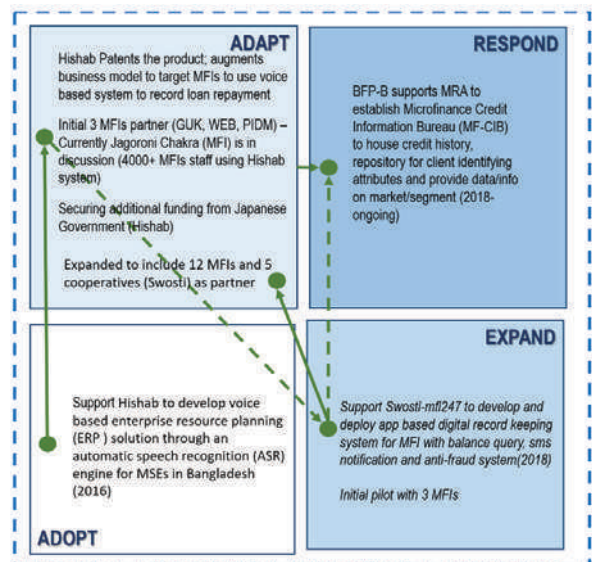 ADAPT
Hishab Patents the product; augments
business model to target MFIs to use voice
based system to record loan repayment
Initial 3 MFIs partner (GUK, WEB, PIDM) –
Currently Jagoroni Chakra (MFI) is in
discussion (4000+ MFIs staff using Hishab
system)
Securing additional funding from Japanese
Government (Hishab)
Expanded to include 12 MFIs and 5
cooperatives (Swosti) as partner
RESPOND
BFP-B supports MRA to
establish Microfinance Credit
Information Bureau (MF-CIB)
to house credit history,
repository for client identifying
attributes and provide data/info
on market/segment (2018-
ongoing)
Support Hishab to develop voice
based enterprise resource planning
(ERP ) solution through an
automatic speech recognition (ASR)
engine for MSEs in Bangladesh
(2016)
ADOPT
EXPAND
Support Swosti-mfi247 to develop and
deploy app based digital record keeping
system for MFI with balance query, sms
notification and anti-fraud system(2018)
Initial pilot with 3 MFIs